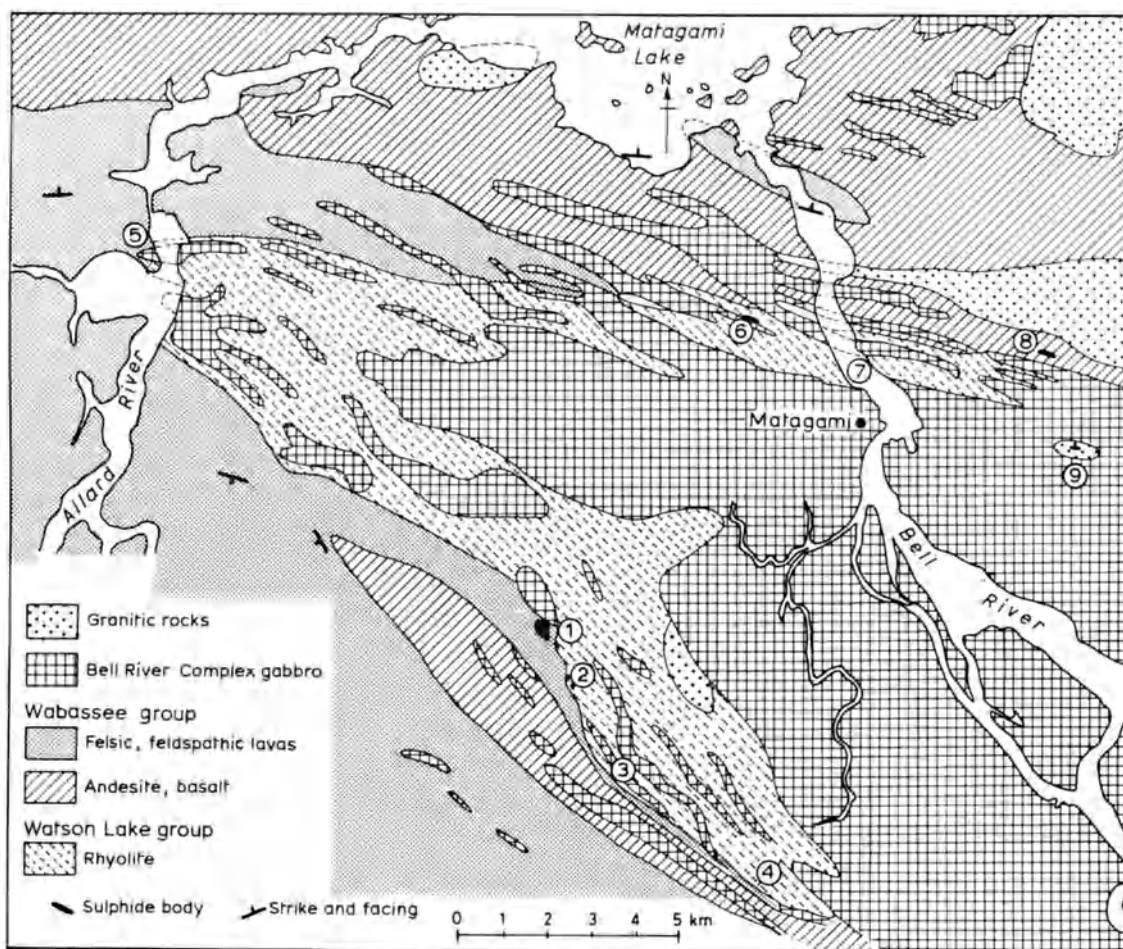 Matagami
Lake
N
5
6
7
8
Matagami
9
Allard River
Bell River
1
2
3
4
Granitic rocks
Bell River Complex gabbro
Wabassee group
Felsic, feldspathic lavas
Andesite, basalt
Watson Lake group
Rhyolite
Sulphide body
Strike and facing
0 1 2 3 4 5 km